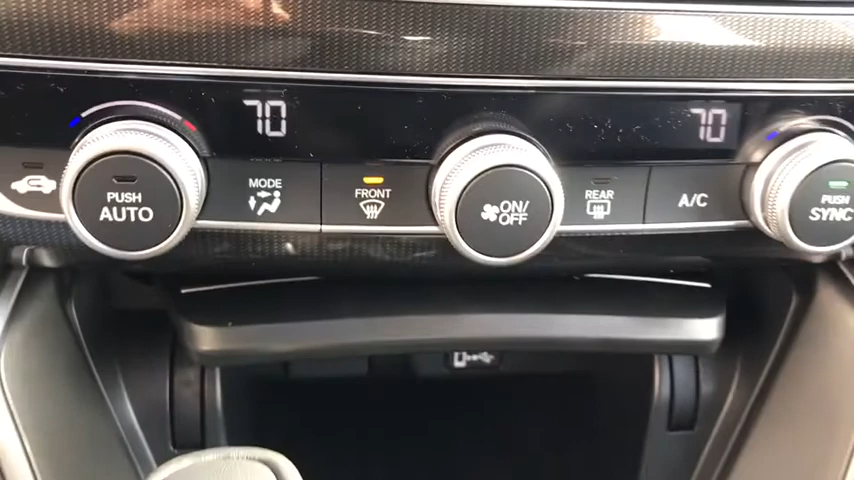 70
70
PUSH
AUTO
MODE
FRONT
ON/
OFF
REAR
A/C
PUSH
SYNC